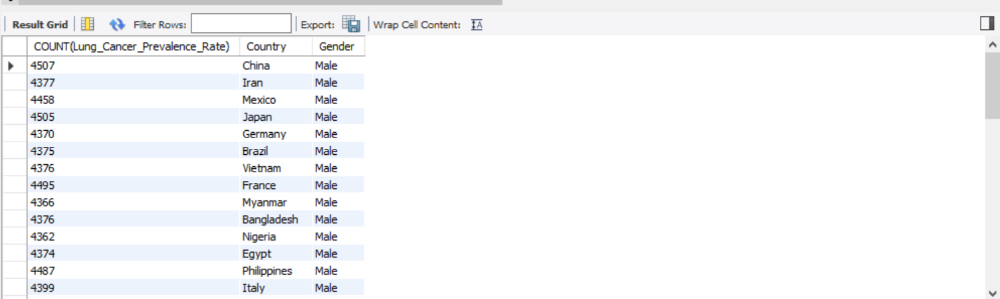 Result Grid Filter Rows: Export: Wrap Cell Content: IA
COUNT(Lung_Cancer_Prevalence_Rate) Country Gender
4507 China Male
4377 Iran Male
4458 Mexico Male
4505 Japan Male
4370 Germany Male
4375 Brazil Male
4376 Vietnam Male
4495 France Male
4366 Myanmar Male
4376 Bangladesh Male
4362 Nigeria Male
4374 Egypt Male
4487 Philippines Male
4399 Italy Male